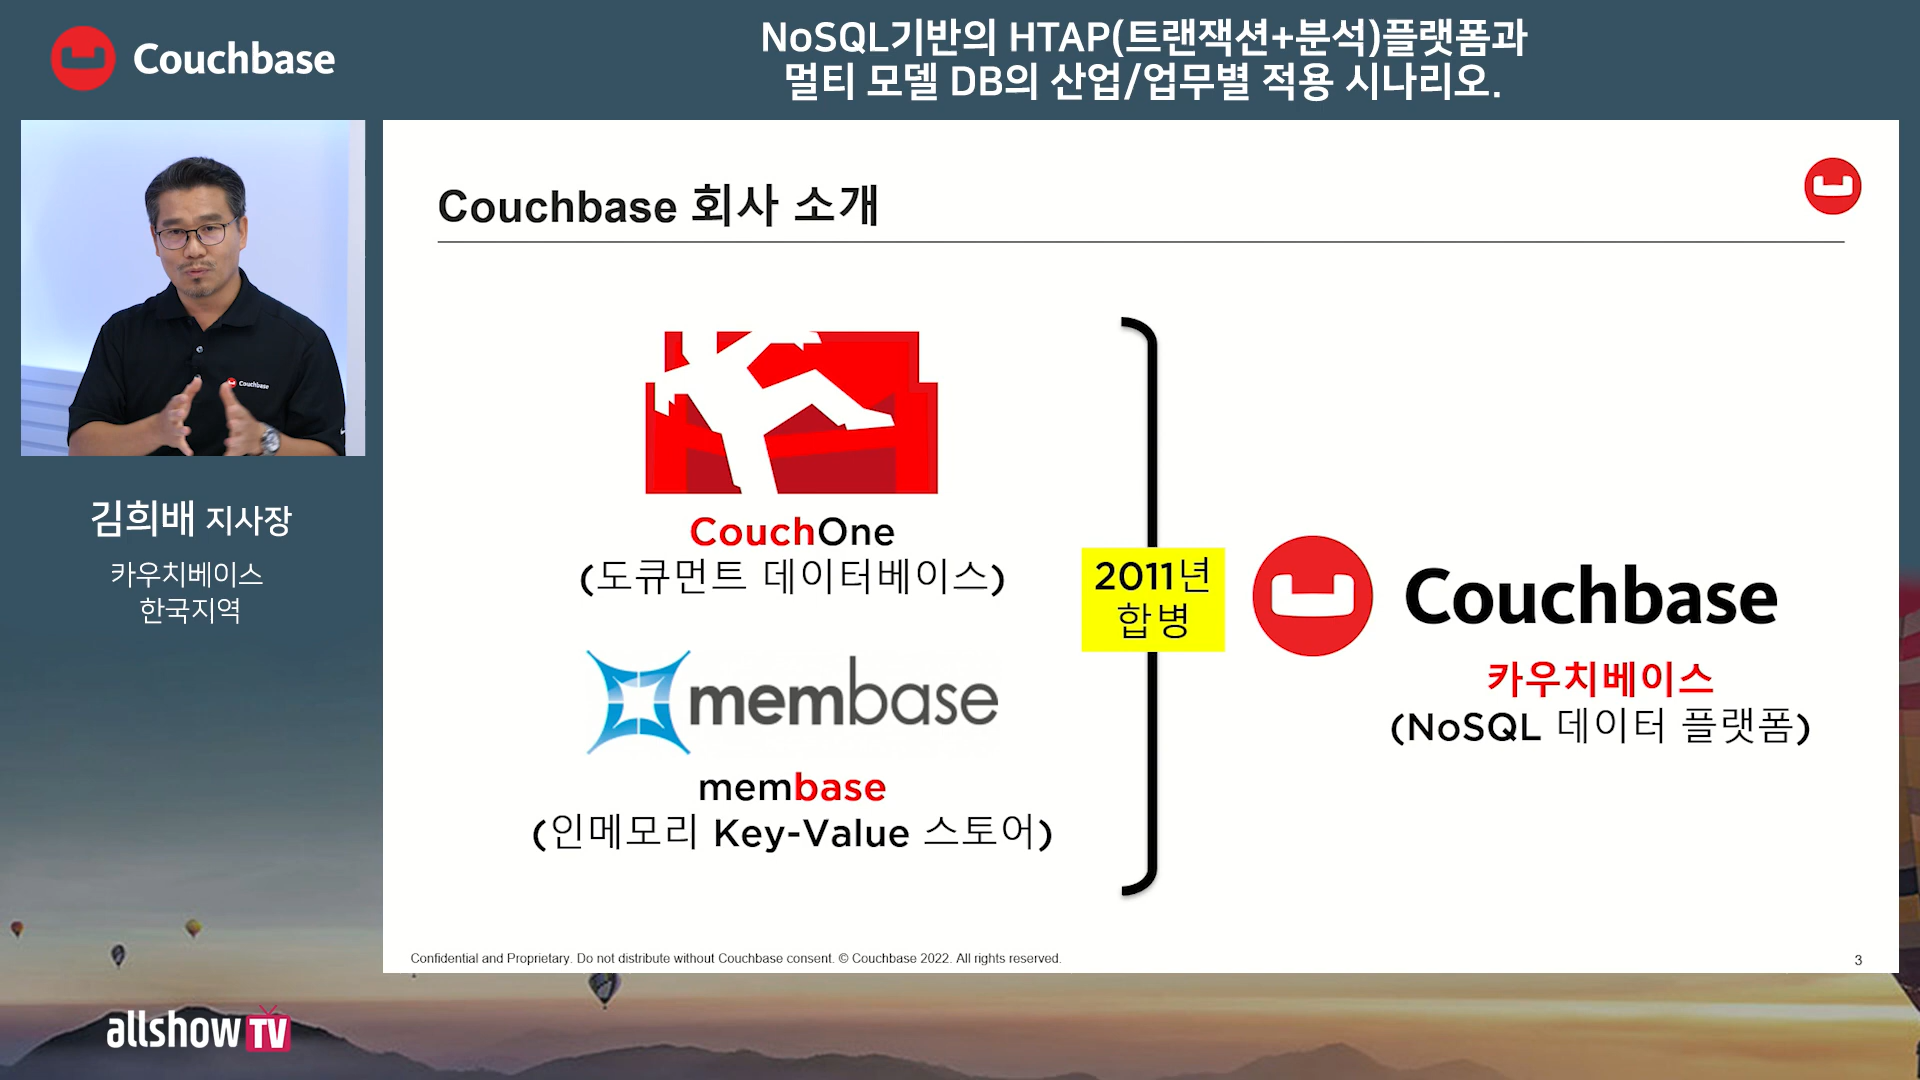 Couchbase
NoSQL기반의 HTAP(트랜잭션+분석)플랫폼과
멀티 모델 DB의 산업/업무별 적용 시나리오.
Couchbase
김희배 지사장
카우치베이스
한국지역
Couchbase 회사 소개
CouchOne
(도큐먼트 데이터베이스)
membase
membase
(인메모리 Key-Value 스토어)
2011년
합병
Couchbase
카우치베이스
(NoSQL 데이터 플랫폼)
Confidential and Proprietary. Do not distribute without Couchbase consent. © Couchbase 2022. All rights reserved.
3
allshow TV